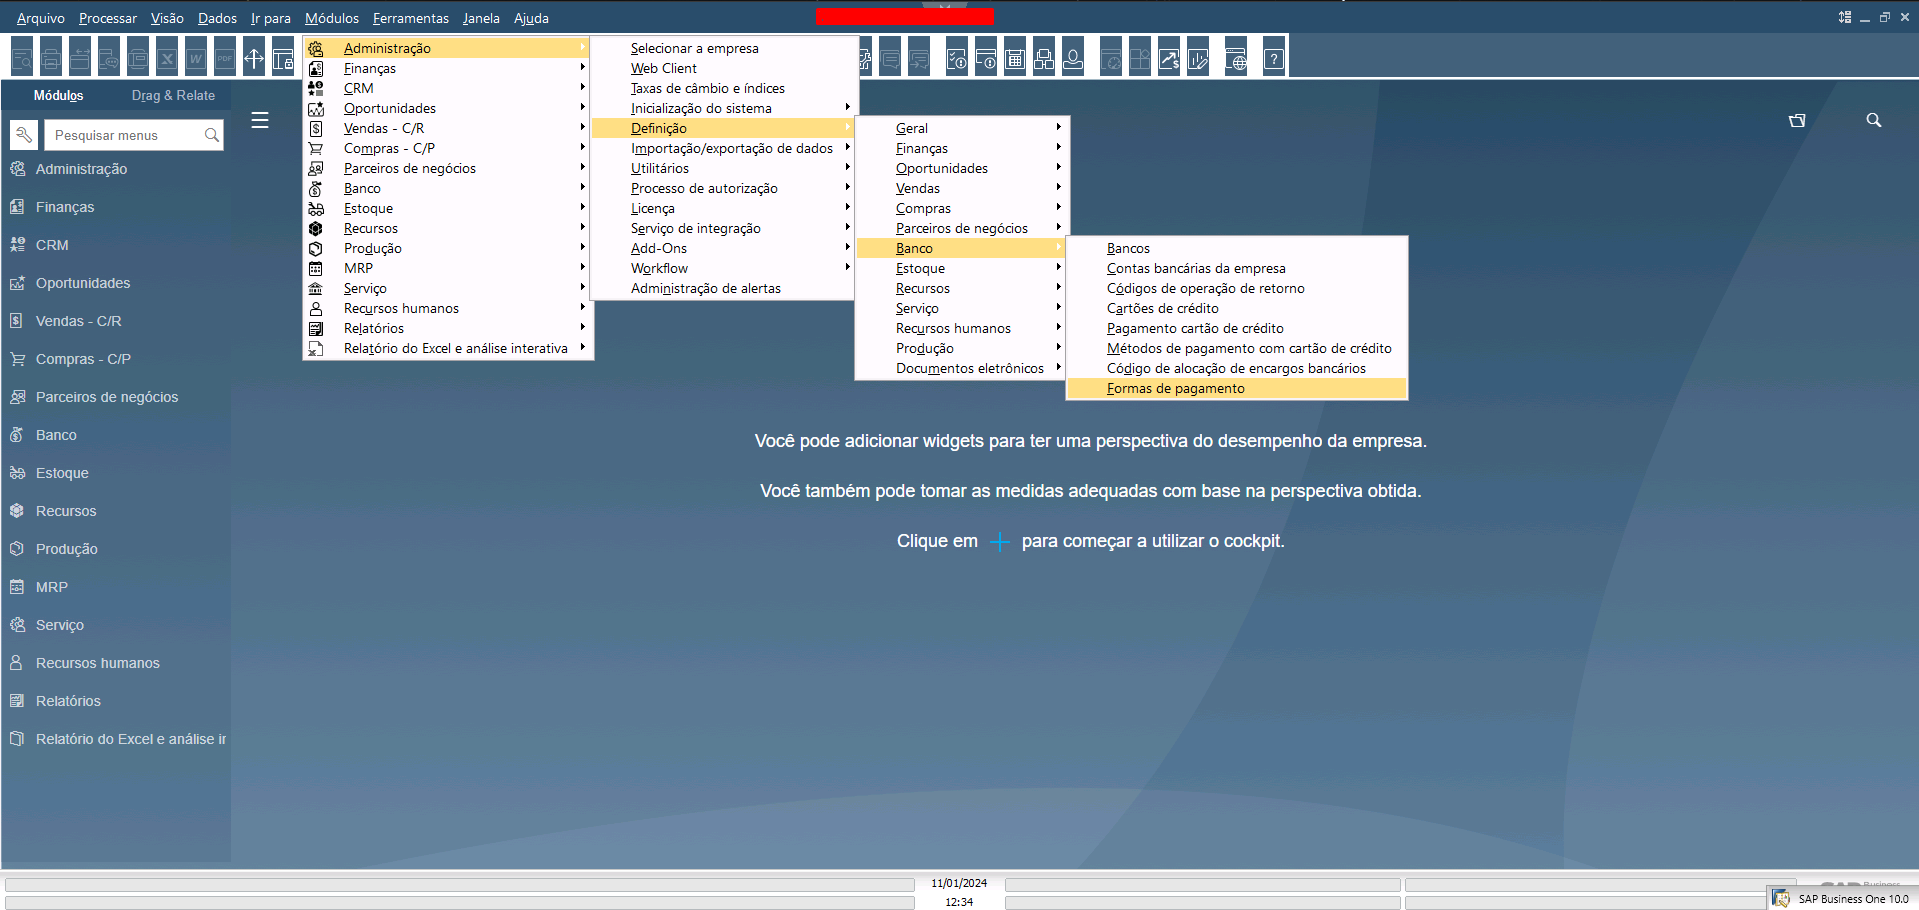 Arquivo Processar Visão Dados Ir para Módulos Ferramentas Janela Ajuda
W PDF
?
Módulos Drag & Relate
Pesquisar menus
Administração
Finanças
CRM
Oportunidades
Vendas - C/R
Compras - C/P
Parceiros de negócios
Banco
Estoque
Recursos
Produção
MRP
Serviço
Recursos humanos
Relatórios
Relatório do Excel e análise ir
Administração
Finanças
CRM
Oportunidades
Vendas - C/R
Compras - C/P
Parceiros de negócios
Banco
Estoque
Recursos
Produção
MRP
Serviço
Recursos humanos
Relatórios
Relatório do Excel e análise interativa
Selecionar a empresa
Web Client
Taxas de câmbio e índices
Inicialização do sistema
Definição
Importação/exportação de dados
Utilitários
Processo de autorização
Licença
Serviço de integração
Add-Ons
Workflow
Administração de alertas
Geral
Finanças
Oportunidades
Vendas
Compras
Parceiros de negócios
Banco
Estoque
Recursos
Serviço
Recursos humanos
Produção
Documentos eletrônicos
Bancos
Contas bancárias da empresa
Códigos de operação de retorno
Cartões de crédito
Pagamento cartão de crédito
Métodos de pagamento com cartão de crédito
Código de alocação de encargos bancários
Formas de pagamento
Você pode adicionar widgets para ter uma perspectiva do desempenho da empresa.
Você também pode tomar as medidas adequadas com base na perspectiva obtida.
Clique em + para começar a utilizar o cockpit.
11/01/2024
12:34
SAP Business One 10.0